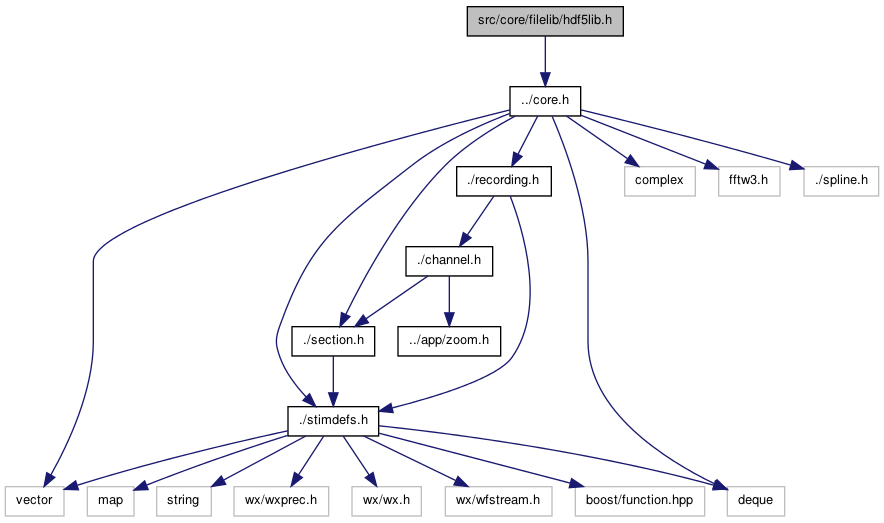 src/core/filelib/hdf5lib.h
../core.h
./recording.h
complex
fftw3.h
./spline.h
./channel.h
./section.h
../app/zoom.h
./stimdefs.h
vector
map
string
wx/wxprec.h
wx/wx.h
wx/wfstream.h
boost/function.hpp
deque